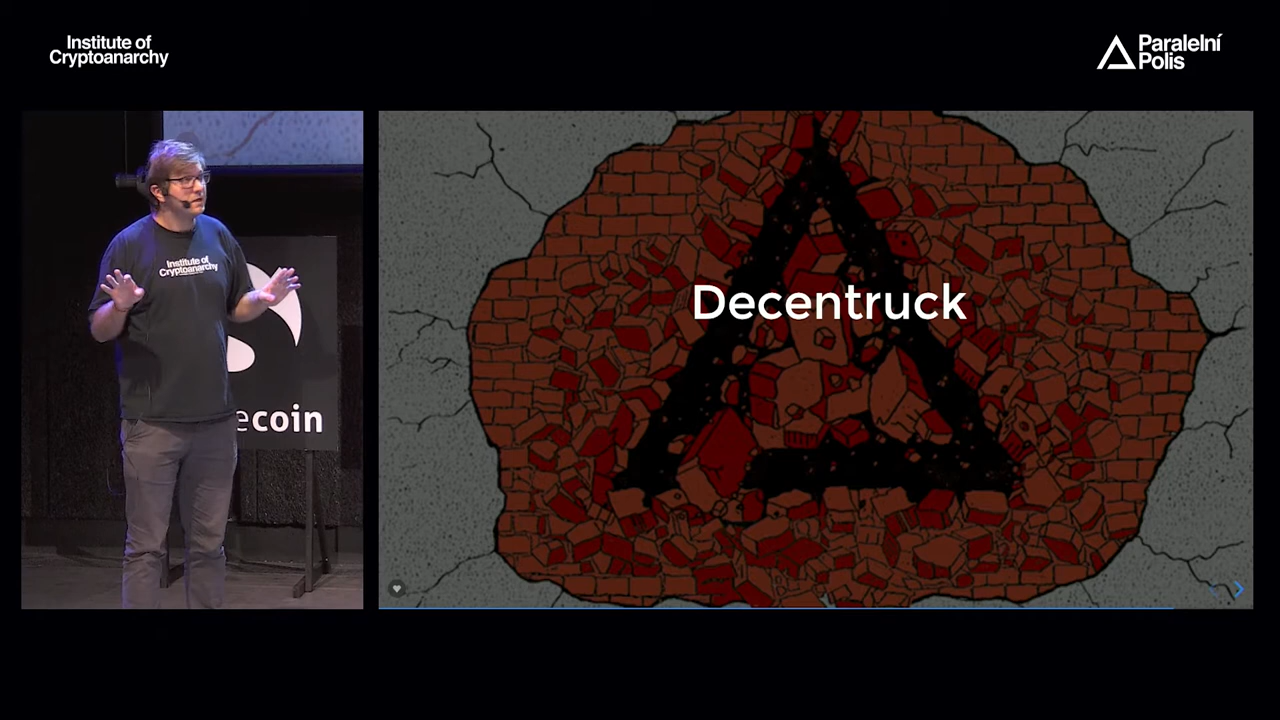 Institute of
Cryptoanarchy
Paralelní
Polis
Institute of
Cryptoanarchy
ecoin
Decentruck